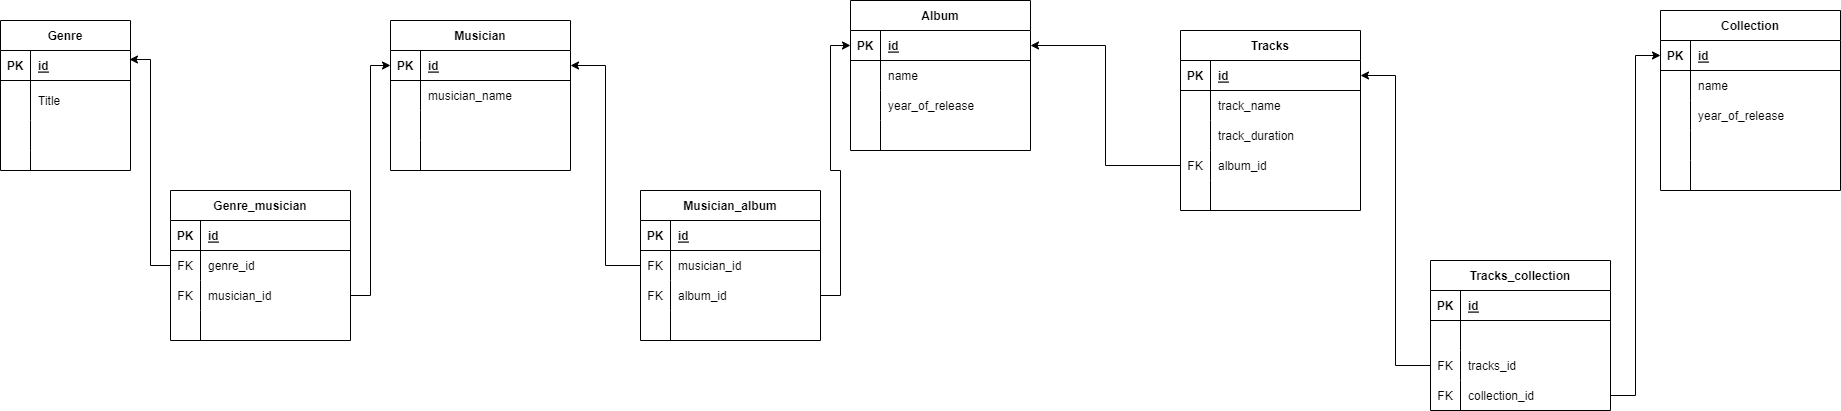 Genre
PK id
Title
Musician
PK id
musician_name
Album
PK id
name
year_of_release
Tracks
PK id
track_name
track_duration
FK album_id
Collection
PK id
name
year_of_release
Genre_musician
PK id
FK genre_id
FK musician_id
Musician_album
PK id
FK musician_id
FK album_id
Tracks_collection
PK id
FK tracks_id
FK collection_id